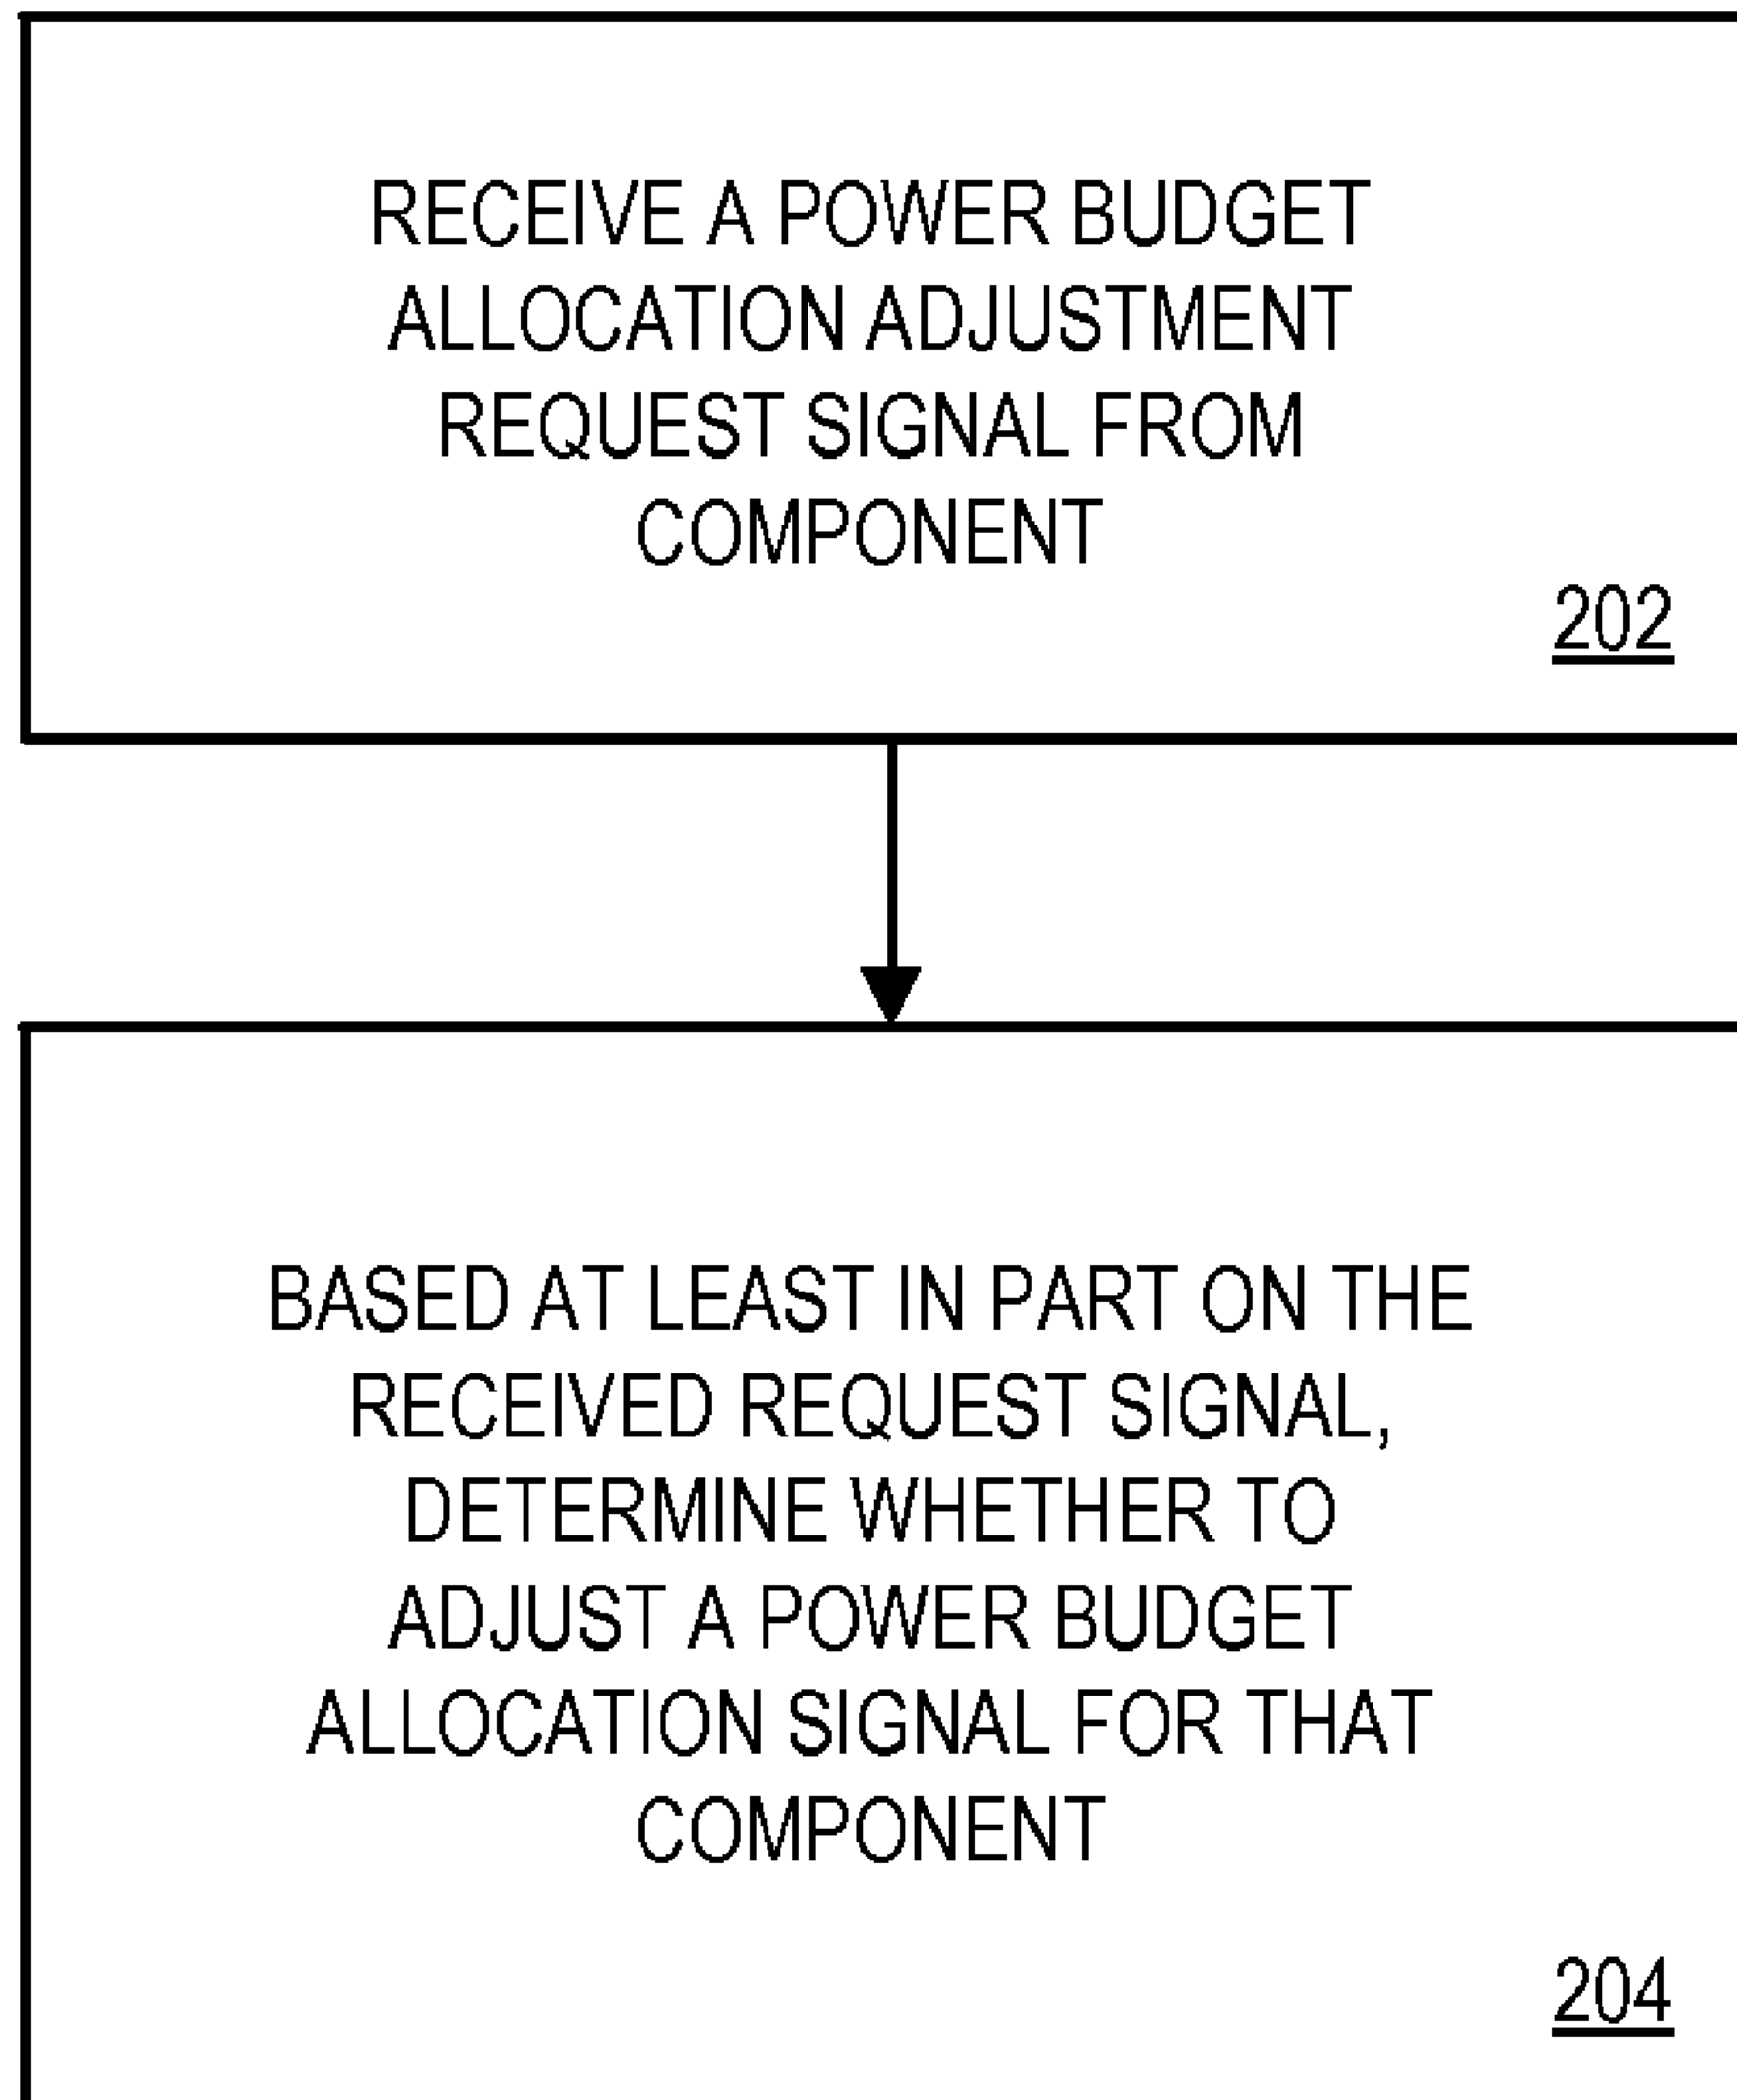 RECEIVE A POWER BUDGET
ALLOCATION ADJUSTMENT
REQUEST SIGNAL FROM
COMPONENT
202
BASED AT LEAST IN PART ON THE
RECEIVED REQUEST SIGNAL,
DETERMINE WHETHER TO
ADJUST A POWER BUDGET
ALLOCATION SIGNAL FOR THAT
COMPONENT
204